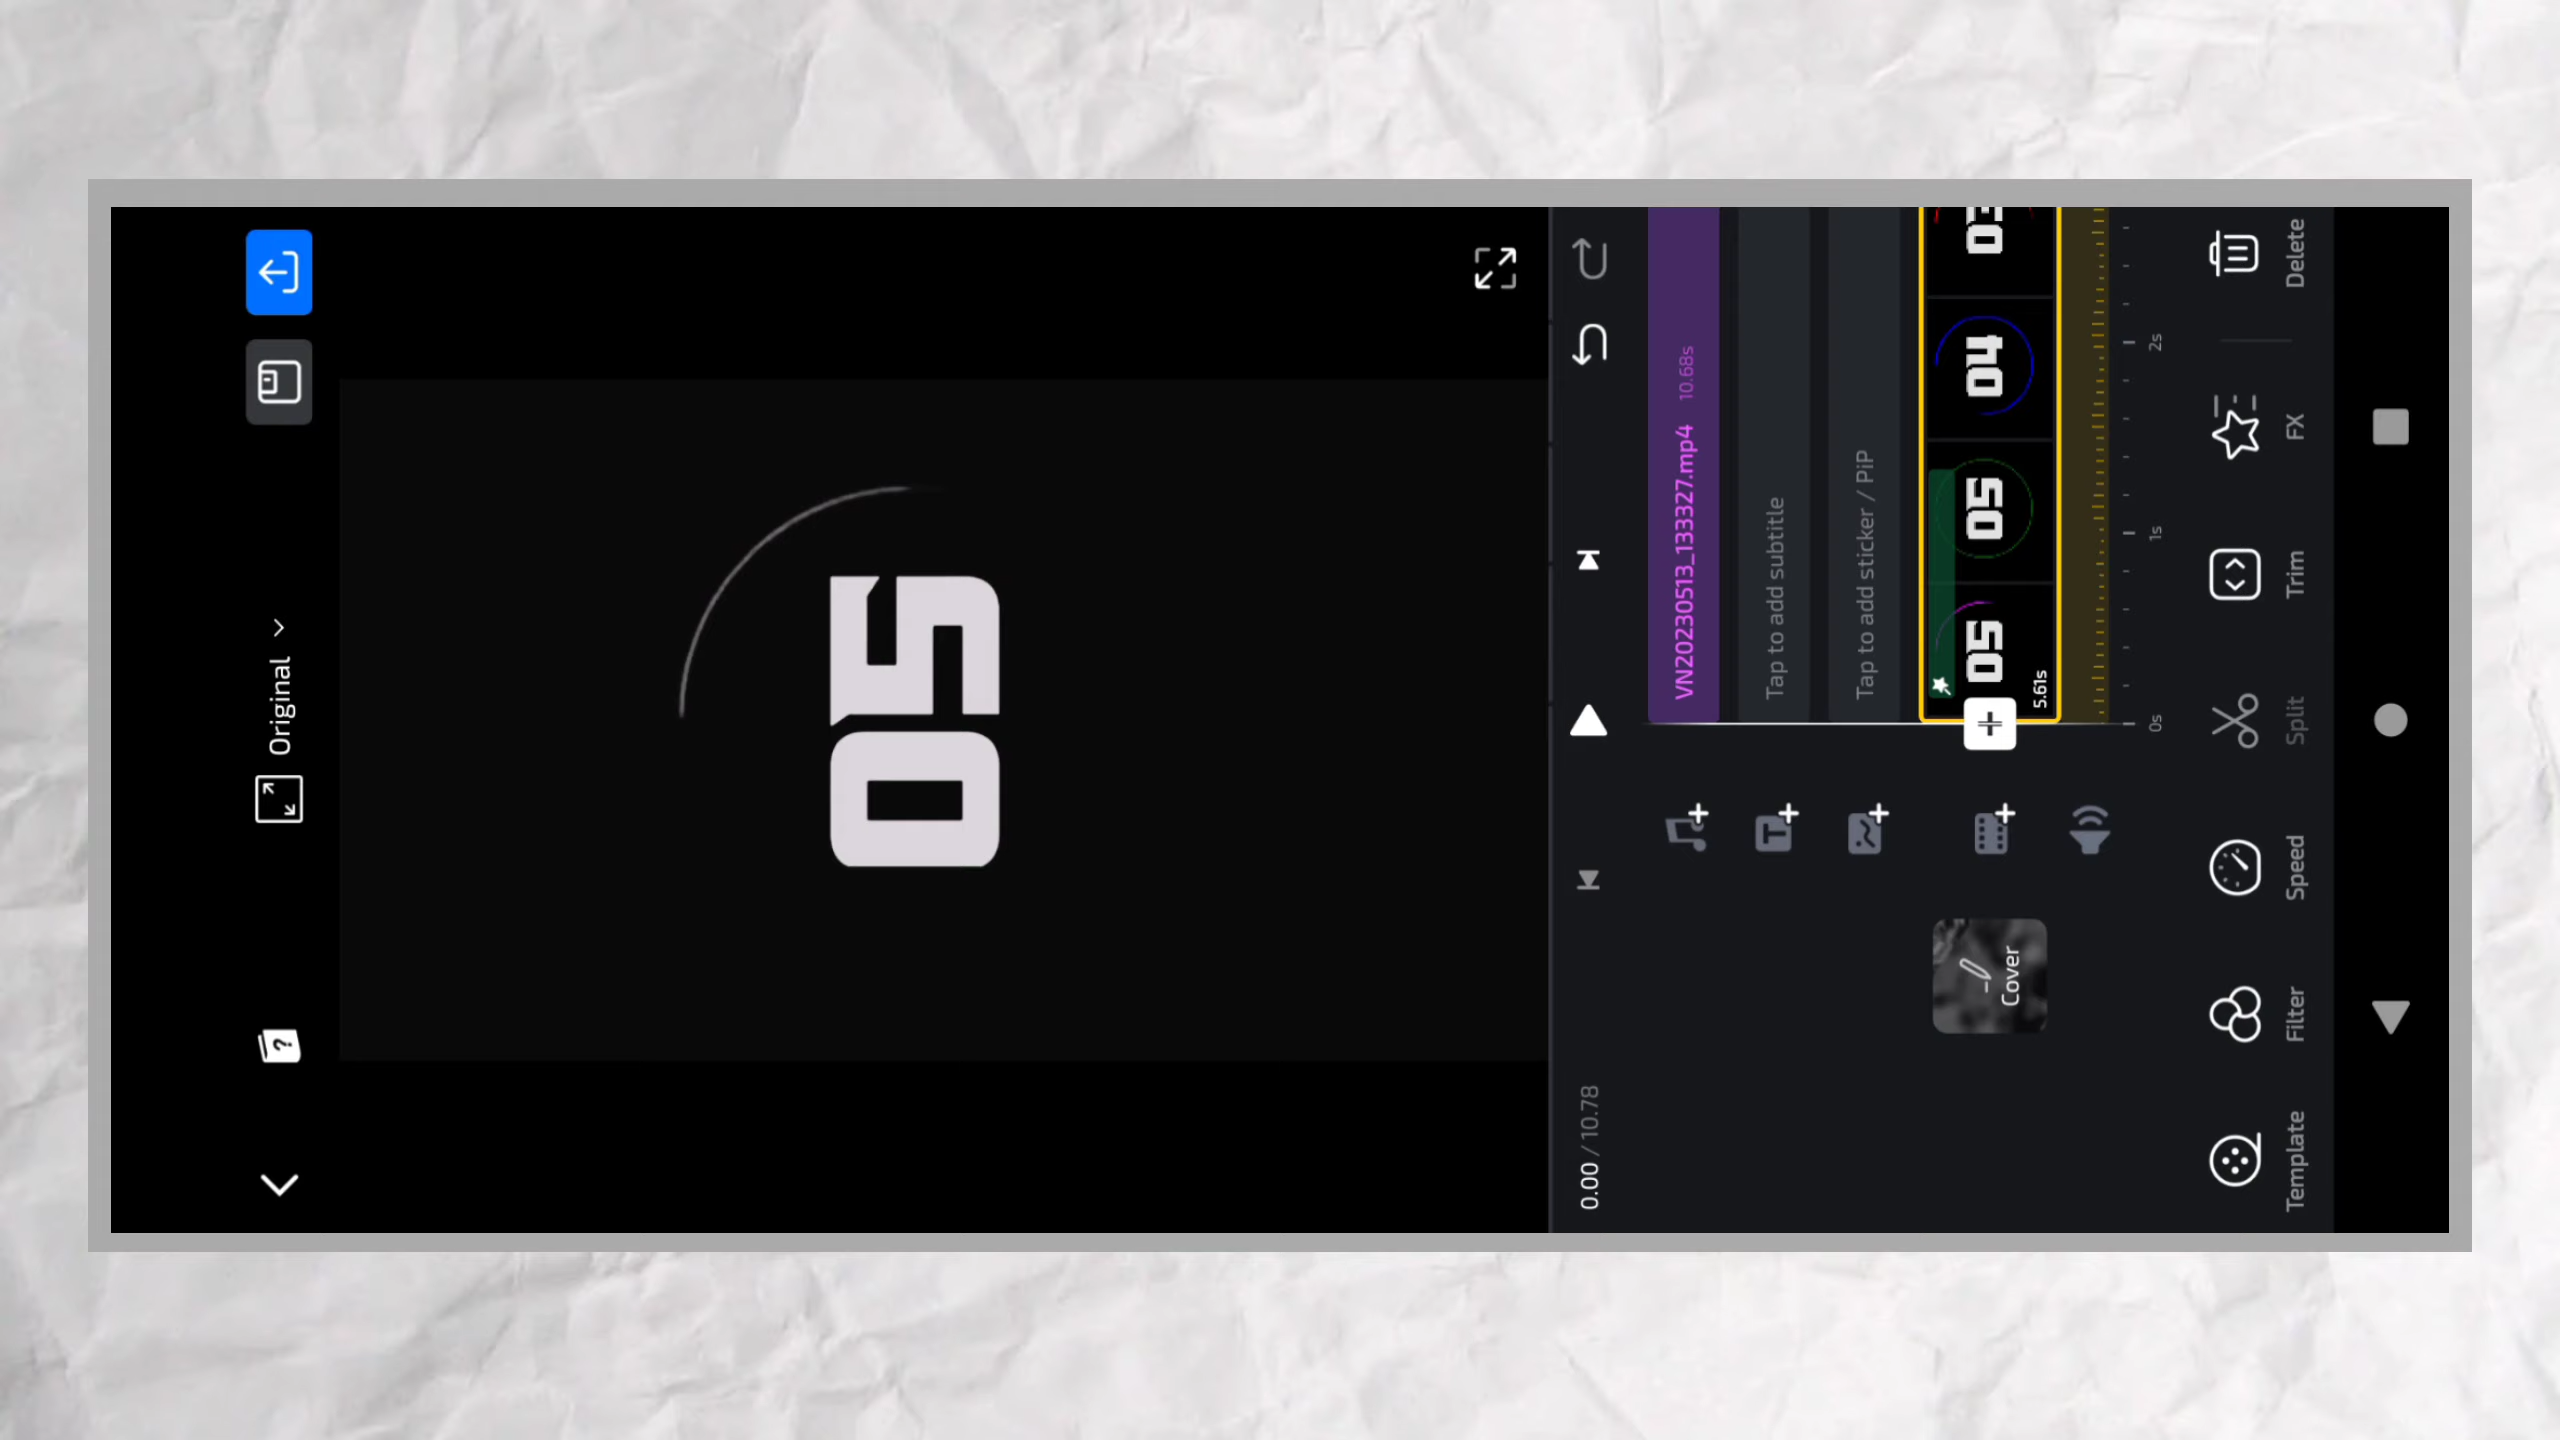 Original
05
0.00 / 10.78
VN20230513_133327.mp4 10.68s
Tap to add subtitle
Tap to add sticker / PiP
Cover
05
05
04
03
5.61s
0s
1s
2s
Template
Filter
Speed
Split
Trim
FX
Delete